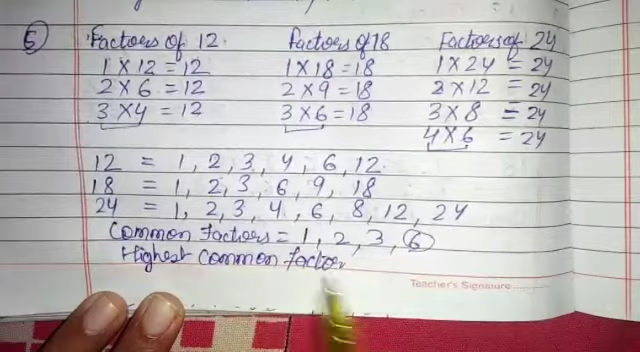 5 Factors of 12. Factors of 18 Factors of 24
1 X 12 = 12 1 X 18 = 18 1 X 24 = 24
2 X 6 = 12 2 X 9 = 18 2 X 12 = 24
3 X 4 = 12 3 X 6 = 18 3 X 8 = 24
4 X 6 = 24
12 = 1, 2, 3, 4, 6, 12.
18 = 1, 2, 3, 6, 9, 18
24 = 1, 2, 3, 4, 6, 8, 12, 24
Common Factors = 1, 2, 3, 6
Highest Common factor
Teacher's Signature